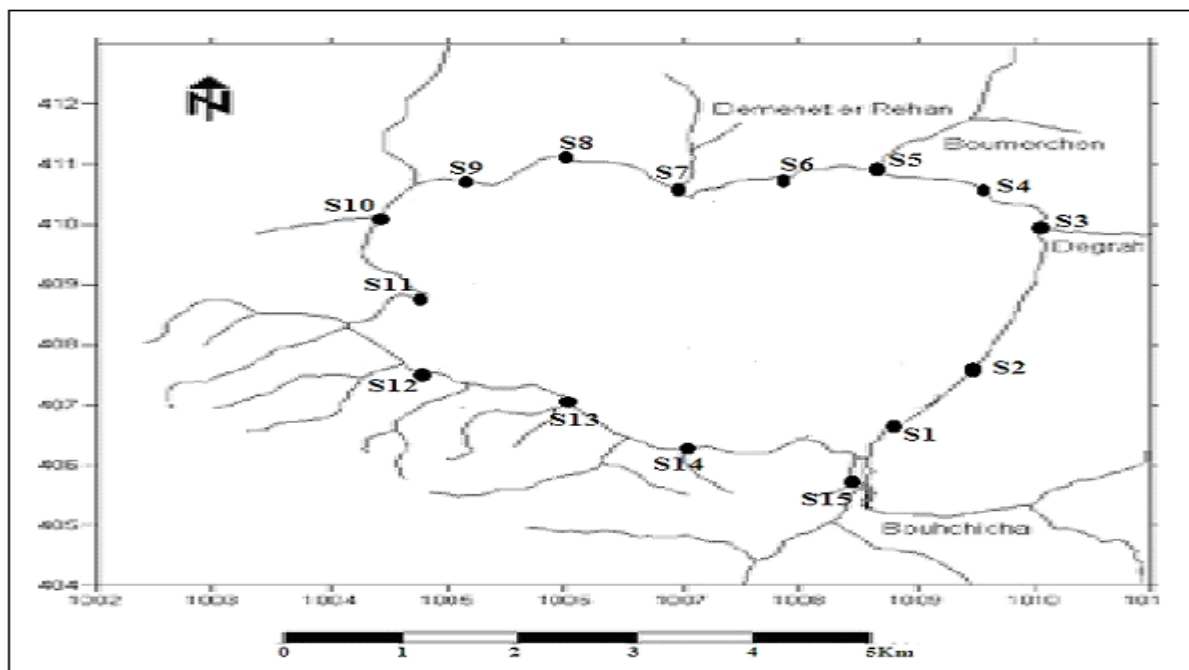 N
412
Demenet er Rehan
S8
411
S5
Boumerchen
S9
S7
S6
S4
S10
410
S3
Degrah
S11
409
408
S12
S2
407
S13
S1
406
S14
S15
405
Bouhchicha
404
1002 1003 1004 1005 1006 1007 1008 1009 1010 101
0 1 2 3 4 5Km